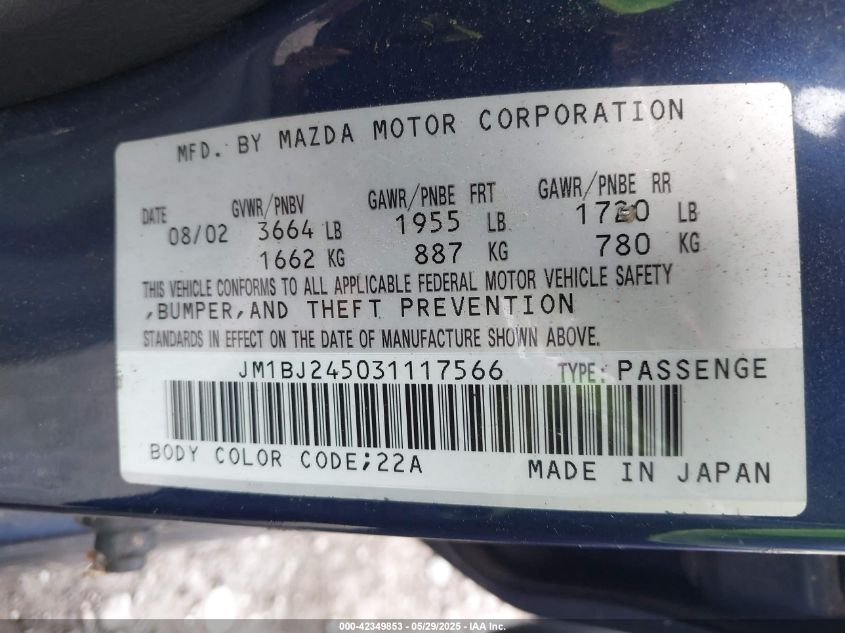 MFD. BY MAZDA MOTOR CORPORATION
DATE GVWR/PNBV GAWR/PNBE FRT GAWR/PNBE RR
08/02 3664 LB 1955 LB 1720 LB
1662 KG 887 KG 780 KG
THIS VEHICLE CONFORMS TO ALL APPLICABLE FEDERAL MOTOR VEHICLE SAFETY
,BUMPER,AND THEFT PREVENTION
STANDARDS IN EFFECT ON THE DATE OF MANUFACTURE SHOWN ABOVE.
JM1BJ245031117566 TYPE: PASSENGE
BODY COLOR CODE;22A MADE IN JAPAN
000-42349853 - 05/29/2025 - IAA Inc.